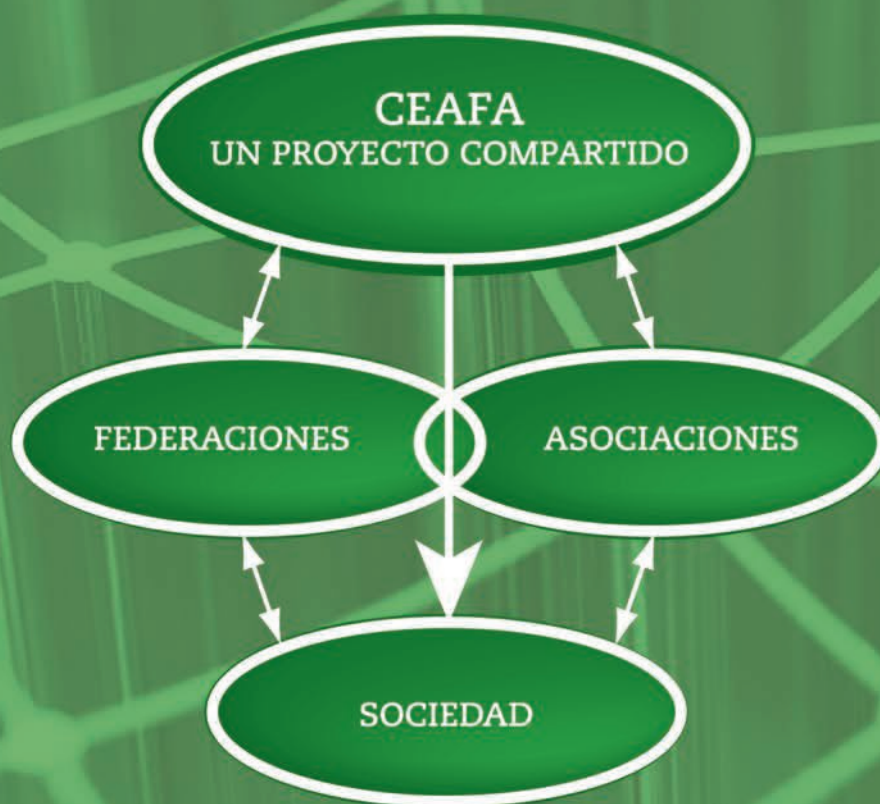 CEAFA
UN PROYECTO COMPARTIDO
FEDERACIONES
ASOCIACIONES
SOCIEDAD